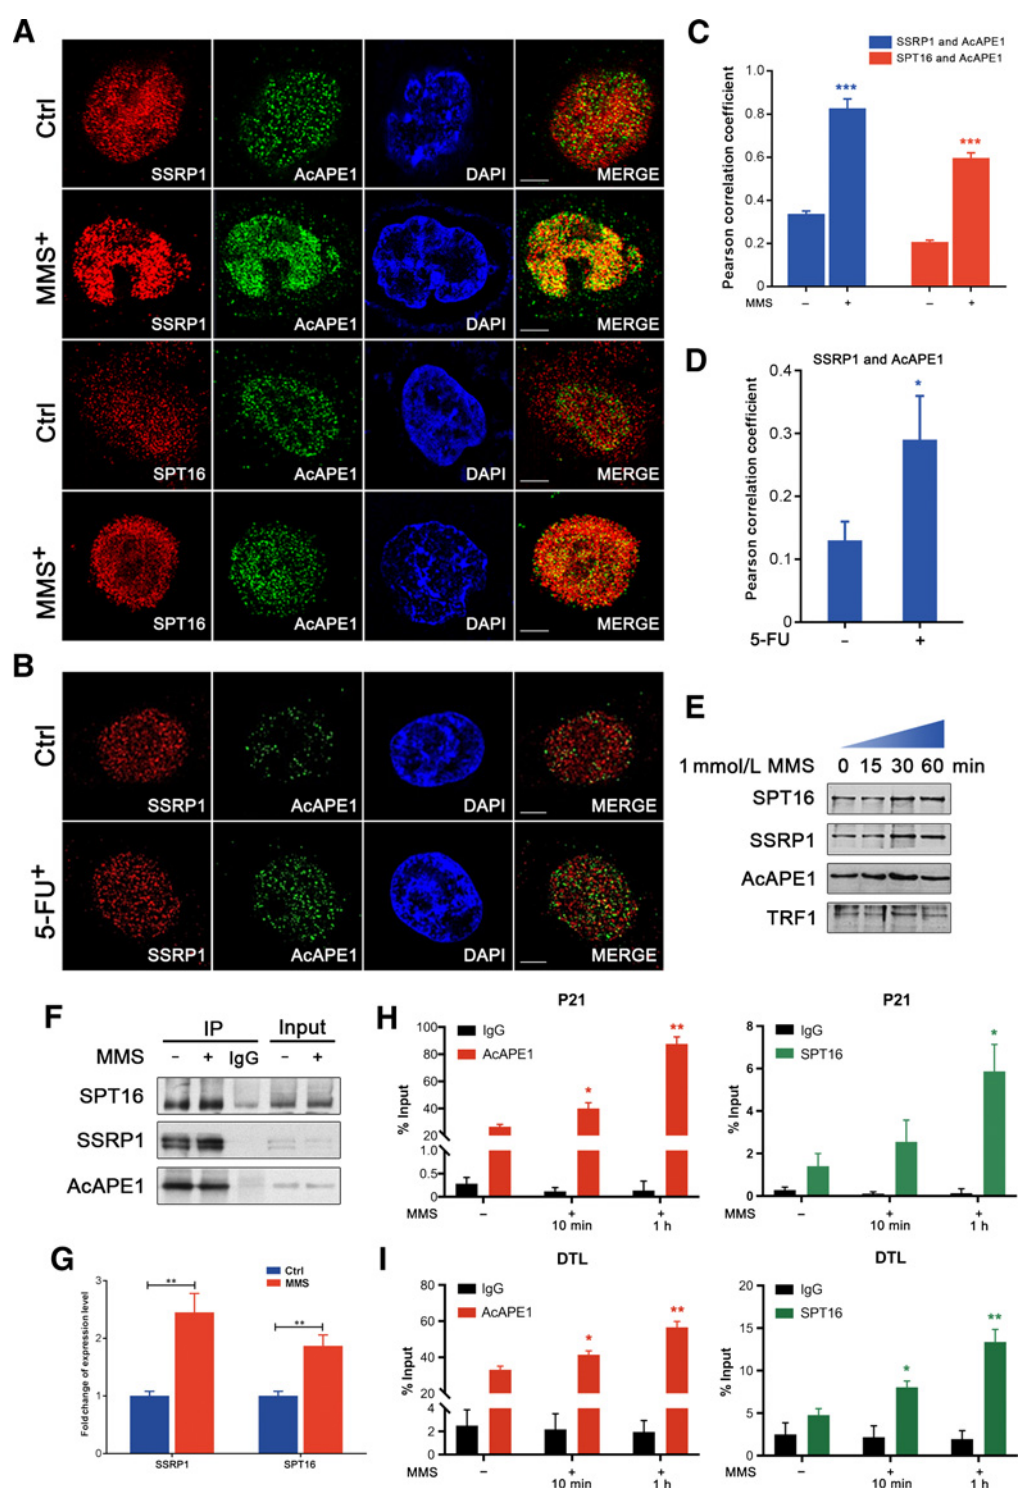 A
Ctrl
SSRP1 AcAPE1 DAPI MERGE
MMS+
SSRP1 AcAPE1 DAPI MERGE
Ctrl
SPT16 AcAPE1 DAPI MERGE
MMS+
SPT16 AcAPE1 DAPI MERGE
B
Ctrl
SSRP1 AcAPE1 DAPI MERGE
5-FU+
SSRP1 AcAPE1 DAPI MERGE
C
SSRP1 and AcAPE1
SPT16 and AcAPE1
Pearson correlation coefficient
1.0
0.8
0.6
0.4
0.2
0
*** ***
MMS – + – +
D
SSRP1 and AcAPE1
Pearson correlation coefficient
0.4
0.3
0.2
0.1
0
*
5-FU – +
E
1 mmol/L MMS 0 15 30 60 min
SPT16
SSRP1
AcAPE1
TRF1
F
IP Input
MMS – + IgG – +
SPT16
SSRP1
AcAPE1
G
Ctrl
MMS
Fold change of expression level
3
2
1
0
** **
SSRP1 SPT16
H
P21
IgG
AcAPE1
% Input
100
80
60
40
20
1.0
0.5
0
* **
MMS – + +
10 min 1 h
P21
IgG
SPT16
% Input
8
6
4
2
0
*
MMS – + +
10 min 1 h
I
DTL
IgG
AcAPE1
% Input
80
60
40
20
4
2
0
* **
MMS – + +
10 min 1 h
DTL
IgG
SPT16
% Input
20
15
10
5
0
* **
MMS – + +
10 min 1 h